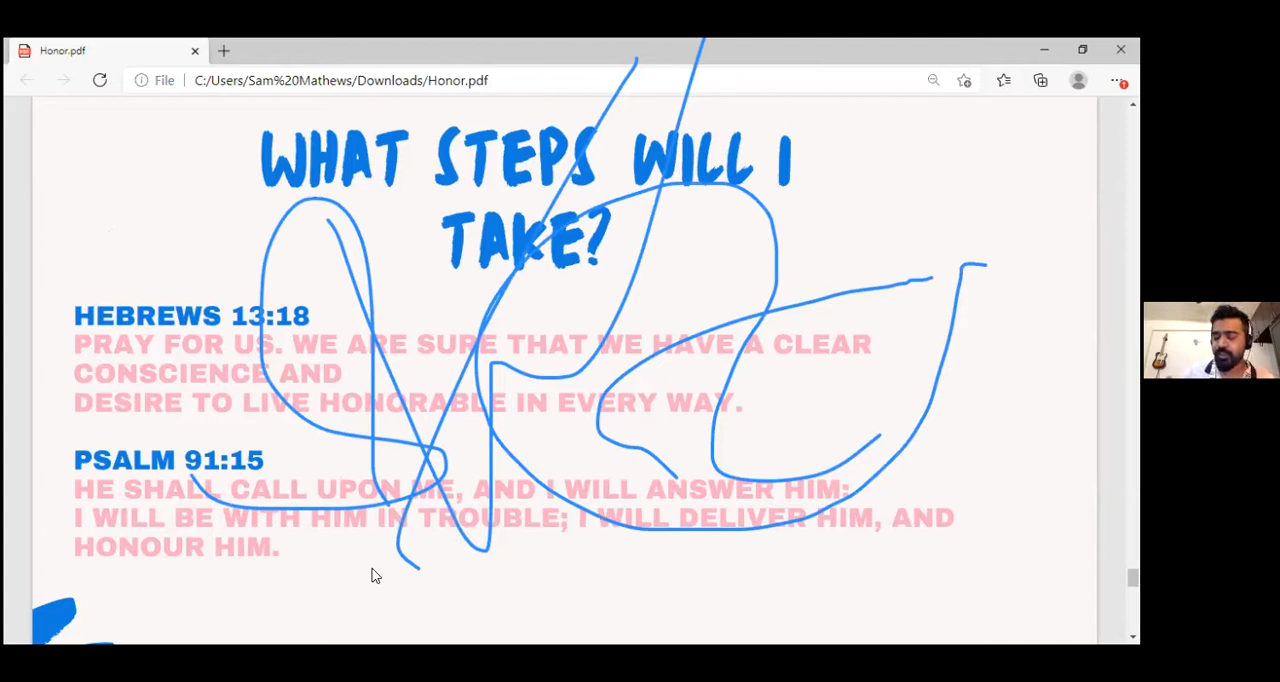 Honor.pdf
File
C:/Users/Sam%20Mathews/Downloads/Honor.pdf
WHAT STEPS WILL I
TAKE?
HEBREWS 13:18
PRAY FOR US. WE ARE SURE THAT WE HAVE A CLEAR
CONSCIENCE AND
DESIRE TO LIVE HONORABLE IN EVERY WAY.
PSALM 91:15
HE SHALL CALL UPON ME, AND I WILL ANSWER HIM:
I WILL BE WITH HIM IN TROUBLE; I WILL DELIVER HIM, AND
HONOUR HIM.